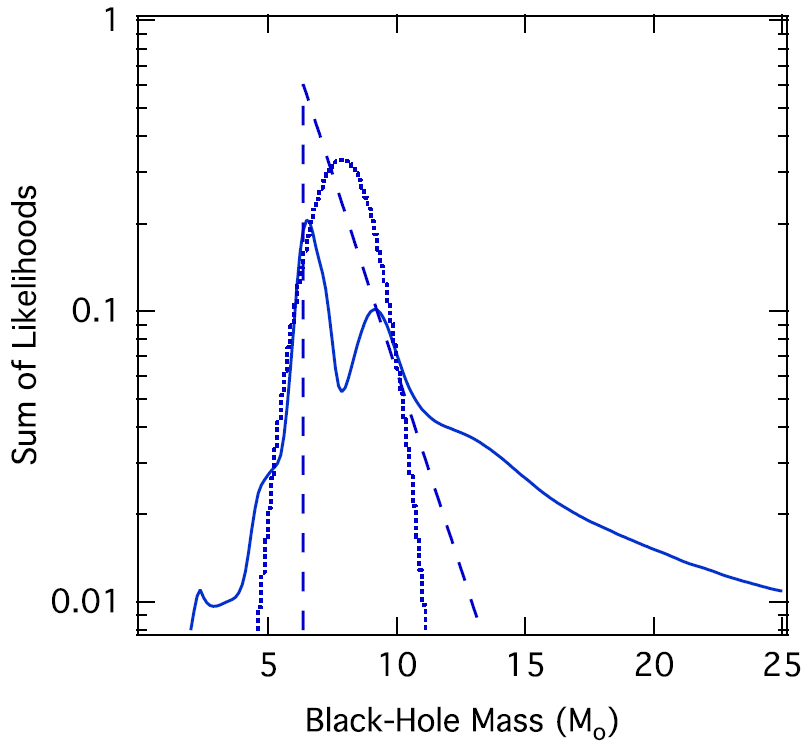 1
0.1
0.01
Sum of Likelihoods
5 10 15 20 25
Black-Hole Mass (Mo)